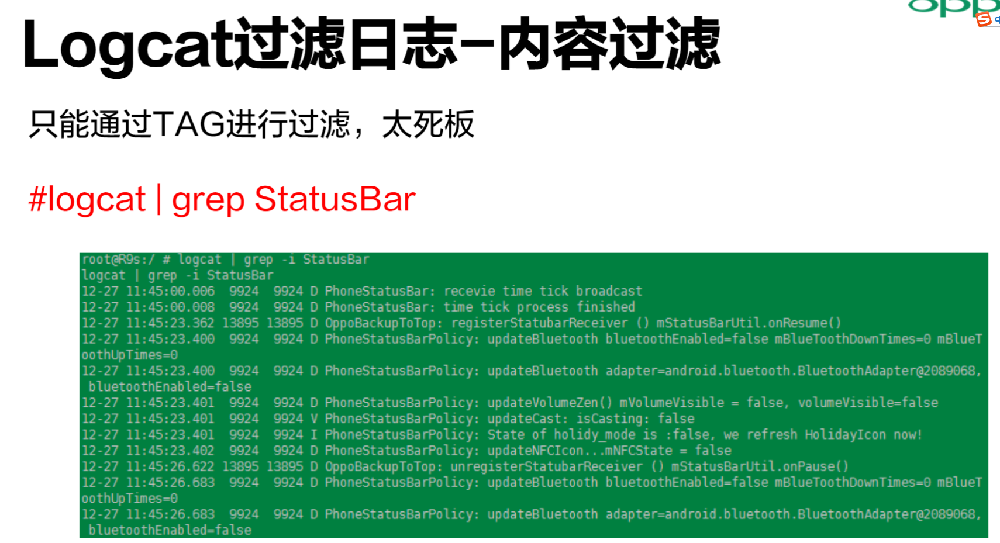 opp
Logcat过滤日志-内容过滤
中
只能通过TAG进行过滤，太死板
#logcat | grep StatusBar
root@R9s:/ # logcat | grep -i StatusBar
logcat | grep -i StatusBar
12-27 11:45:00.006  9924  9924 D PhoneStatusBar: recevie time tick broadcast
12-27 11:45:00.008  9924  9924 D PhoneStatusBar: time tick process finished
12-27 11:45:23.362 13895 13895 D OppoBackupToTop: registerStatubarReceiver () mStatusBarUtil.onResume()
12-27 11:45:23.400  9924  9924 D PhoneStatusBarPolicy: updateBluetooth bluetoothEnabled=false mBlueToothDownTimes=0 mBlueT
oothUpTimes=0
12-27 11:45:23.400  9924  9924 D PhoneStatusBarPolicy: updateBluetooth adapter=android.bluetooth.BluetoothAdapter@2089068,
 bluetoothEnabled=false
12-27 11:45:23.401  9924  9924 D PhoneStatusBarPolicy: updateVolumeZen() mVolumeVisible = false, volumeVisible=false
12-27 11:45:23.401  9924  9924 V PhoneStatusBarPolicy: updateCast: isCasting: false
12-27 11:45:23.401  9924  9924 I PhoneStatusBarPolicy: State of holidy_mode is :false, we refresh HolidayIcon now!
12-27 11:45:23.402  9924  9924 D PhoneStatusBarPolicy: updateNFCIcon...mNFCState = false
12-27 11:45:26.622 13895 13895 D OppoBackupToTop: unregisterStatubarReceiver () mStatusBarUtil.onPause()
12-27 11:45:26.683  9924  9924 D PhoneStatusBarPolicy: updateBluetooth bluetoothEnabled=false mBlueToothDownTimes=0 mBlueT
oothUpTimes=0
12-27 11:45:26.683  9924  9924 D PhoneStatusBarPolicy: updateBluetooth adapter=android.bluetooth.BluetoothAdapter@2089068,
 bluetoothEnabled=false